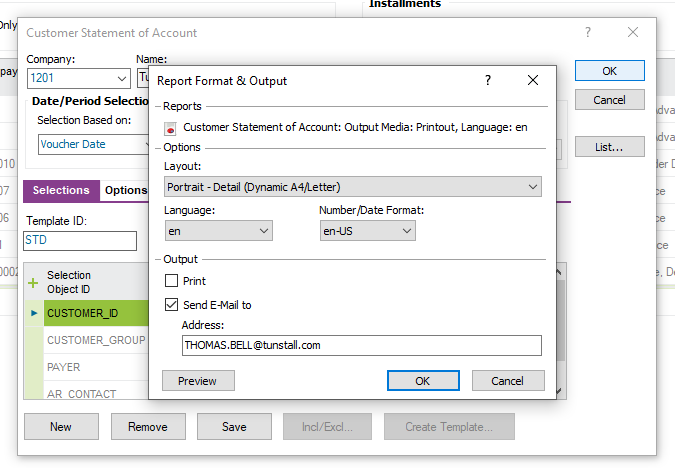 Only
Installments
Customer Statement of Account
?
Company:
Name:
1201
OK
Cancel
List...
pay
Report Format & Output
?
Reports
Customer Statement of Account: Output Media: Printout, Language: en
Options
Layout:
Portrait - Detail (Dynamic A4/Letter)
Language:
Number/Date Format:
en
en-US
Output
Print
Send E-Mail to
Address:
THOMAS.BELL@tunstall.com
Preview
OK
Cancel
Date/Period Selectio
Selection Based on:
Voucher Date
Selections
Options
Template ID:
STD
Selection
Object ID
CUSTOMER_ID
CUSTOMER_GROUP
PAYER
AR_CONTACT
New
Remove
Save
Incl/Excl...
Create Template...
010
07
06
0002
Adva
Adva
der D
ce
ce
e, De